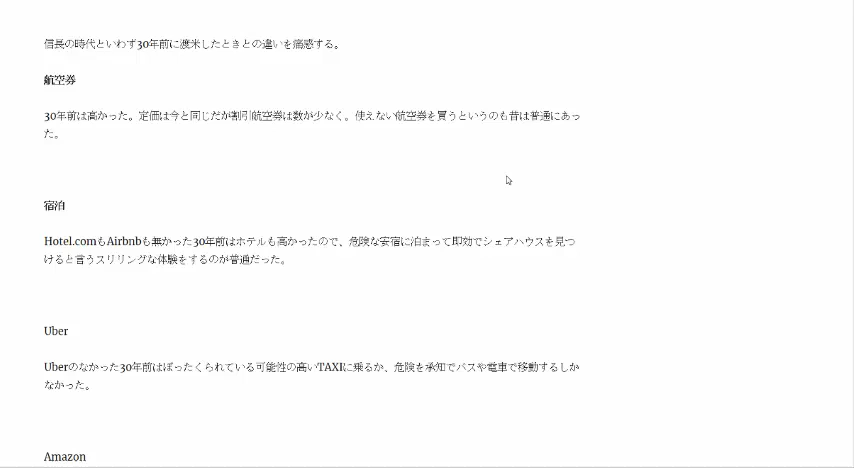 信長の時代といわず30年前に渡米したときとの違いを痛感する。
航空券
30年前は高かった。定価は今と同じだが割引航空券は数が少なく。使えない航空券を買うというのも昔は普通にあっ
た。
宿泊
Hotel.comもAirbnbも無かった30年前はホテルも高かったので、危険な安宿に泊まって即効でシェアハウスを見つ
けると言うスリリングな体験をするのが普通だった。
Uber
Uberのなかった30年前はぼったくられている可能性の高いTAXIに乗るか、危険を承知でバスや電車で移動するしか
なかった。
Amazon